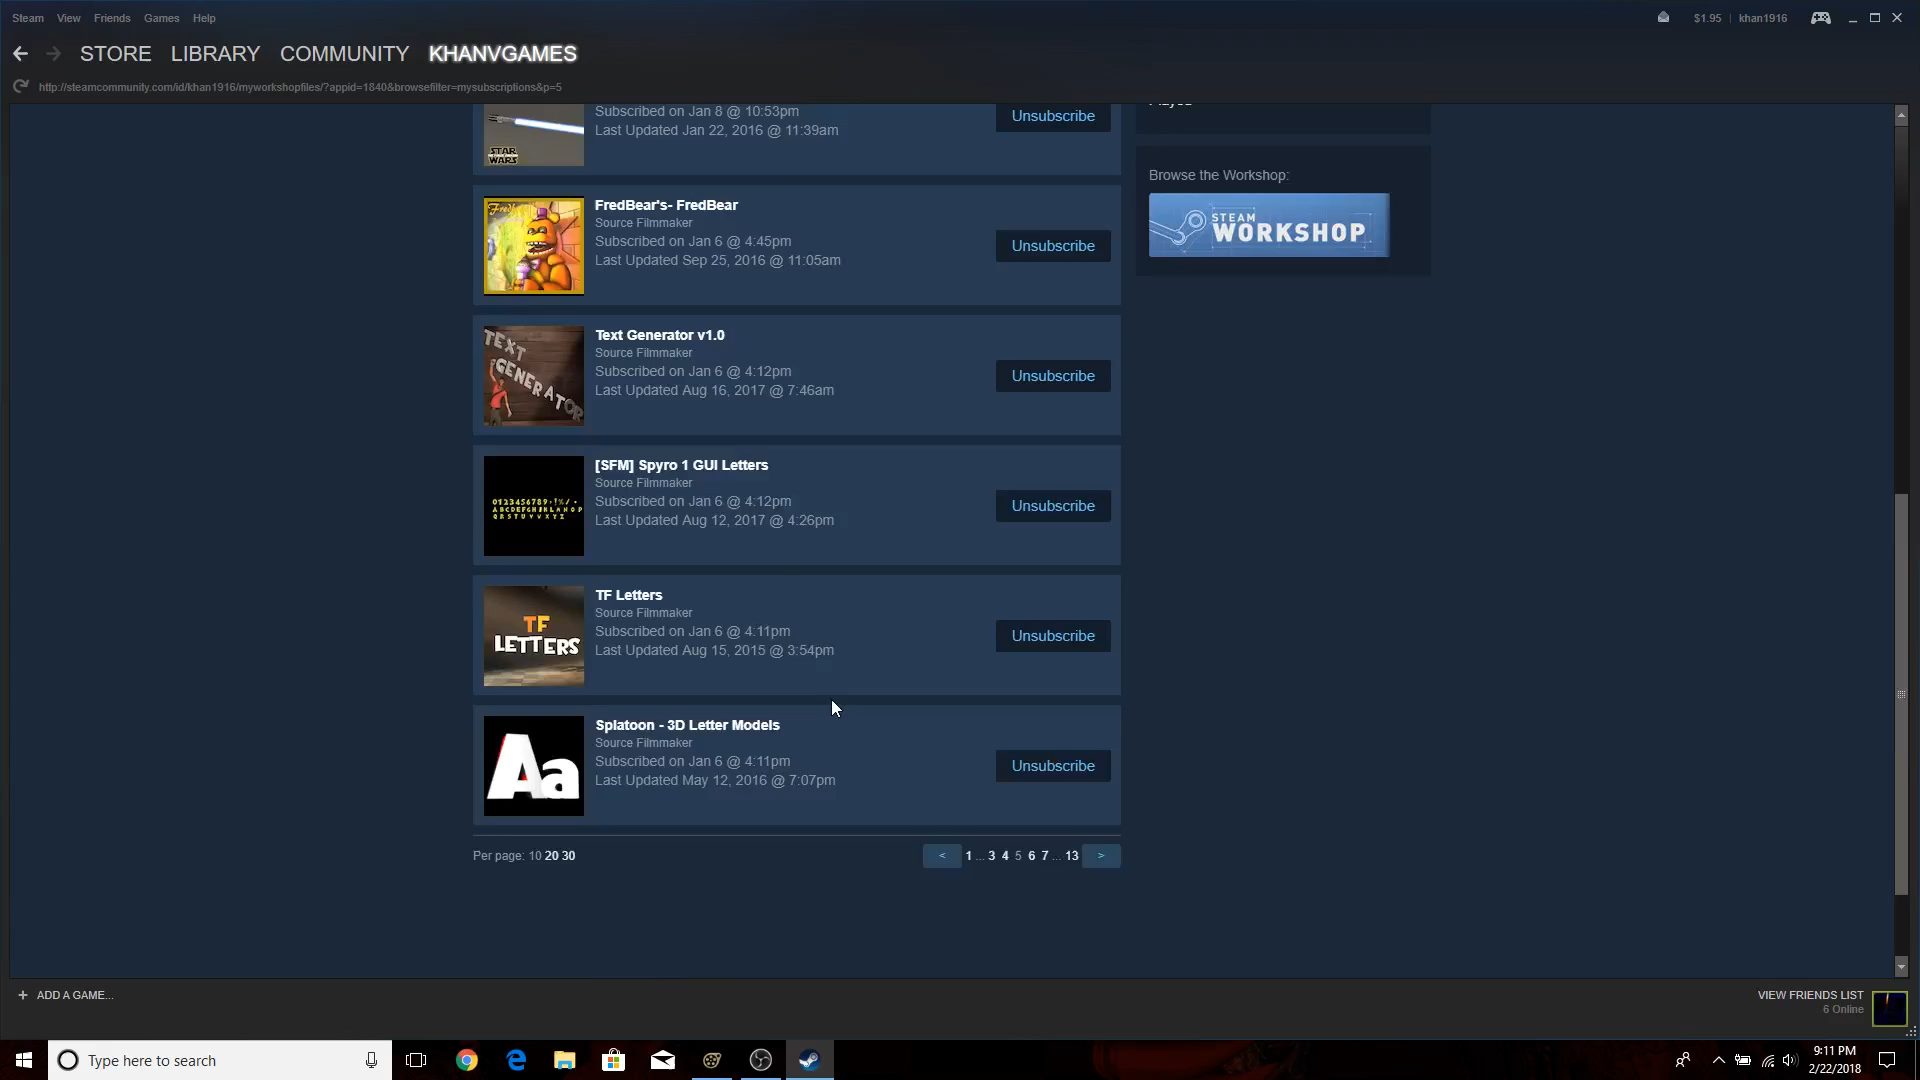 Steam View Friends Games Help
$1.95 | khan1916
STORE LIBRARY COMMUNITY KHANVGAMES
http://steamcommunity.com/id/khan1916/myworkshopfiles/?appid=1840&browsefilter=mysubscriptions&p=5
Subscribed on Jan 8 @ 10:53pm
Last Updated Jan 22, 2016 @ 11:39am
Unsubscribe
STAR
WARS
Browse the Workshop:
STEAM
WORKSHOP
FredBear's- FredBear
Source Filmmaker
Subscribed on Jan 6 @ 4:45pm
Last Updated Sep 25, 2016 @ 11:05am
Unsubscribe
TEXT
GENERATOR
Text Generator v1.0
Source Filmmaker
Subscribed on Jan 6 @ 4:12pm
Last Updated Aug 16, 2017 @ 7:46am
Unsubscribe
[SFM] Spyro 1 GUI Letters
Source Filmmaker
Subscribed on Jan 6 @ 4:12pm
Last Updated Aug 12, 2017 @ 4:26pm
Unsubscribe
TF
LETTERS
TF Letters
Source Filmmaker
Subscribed on Jan 6 @ 4:11pm
Last Updated Aug 15, 2015 @ 3:54pm
Unsubscribe
Aa
Splatoon - 3D Letter Models
Source Filmmaker
Subscribed on Jan 6 @ 4:11pm
Last Updated May 12, 2016 @ 7:07pm
Unsubscribe
Per page: 10 20 30
< 1 ... 3 4 5 6 7 ... 13 >
+ ADD A GAME...
VIEW FRIENDS LIST
6 Online
Type here to search
9:11 PM
2/22/2018